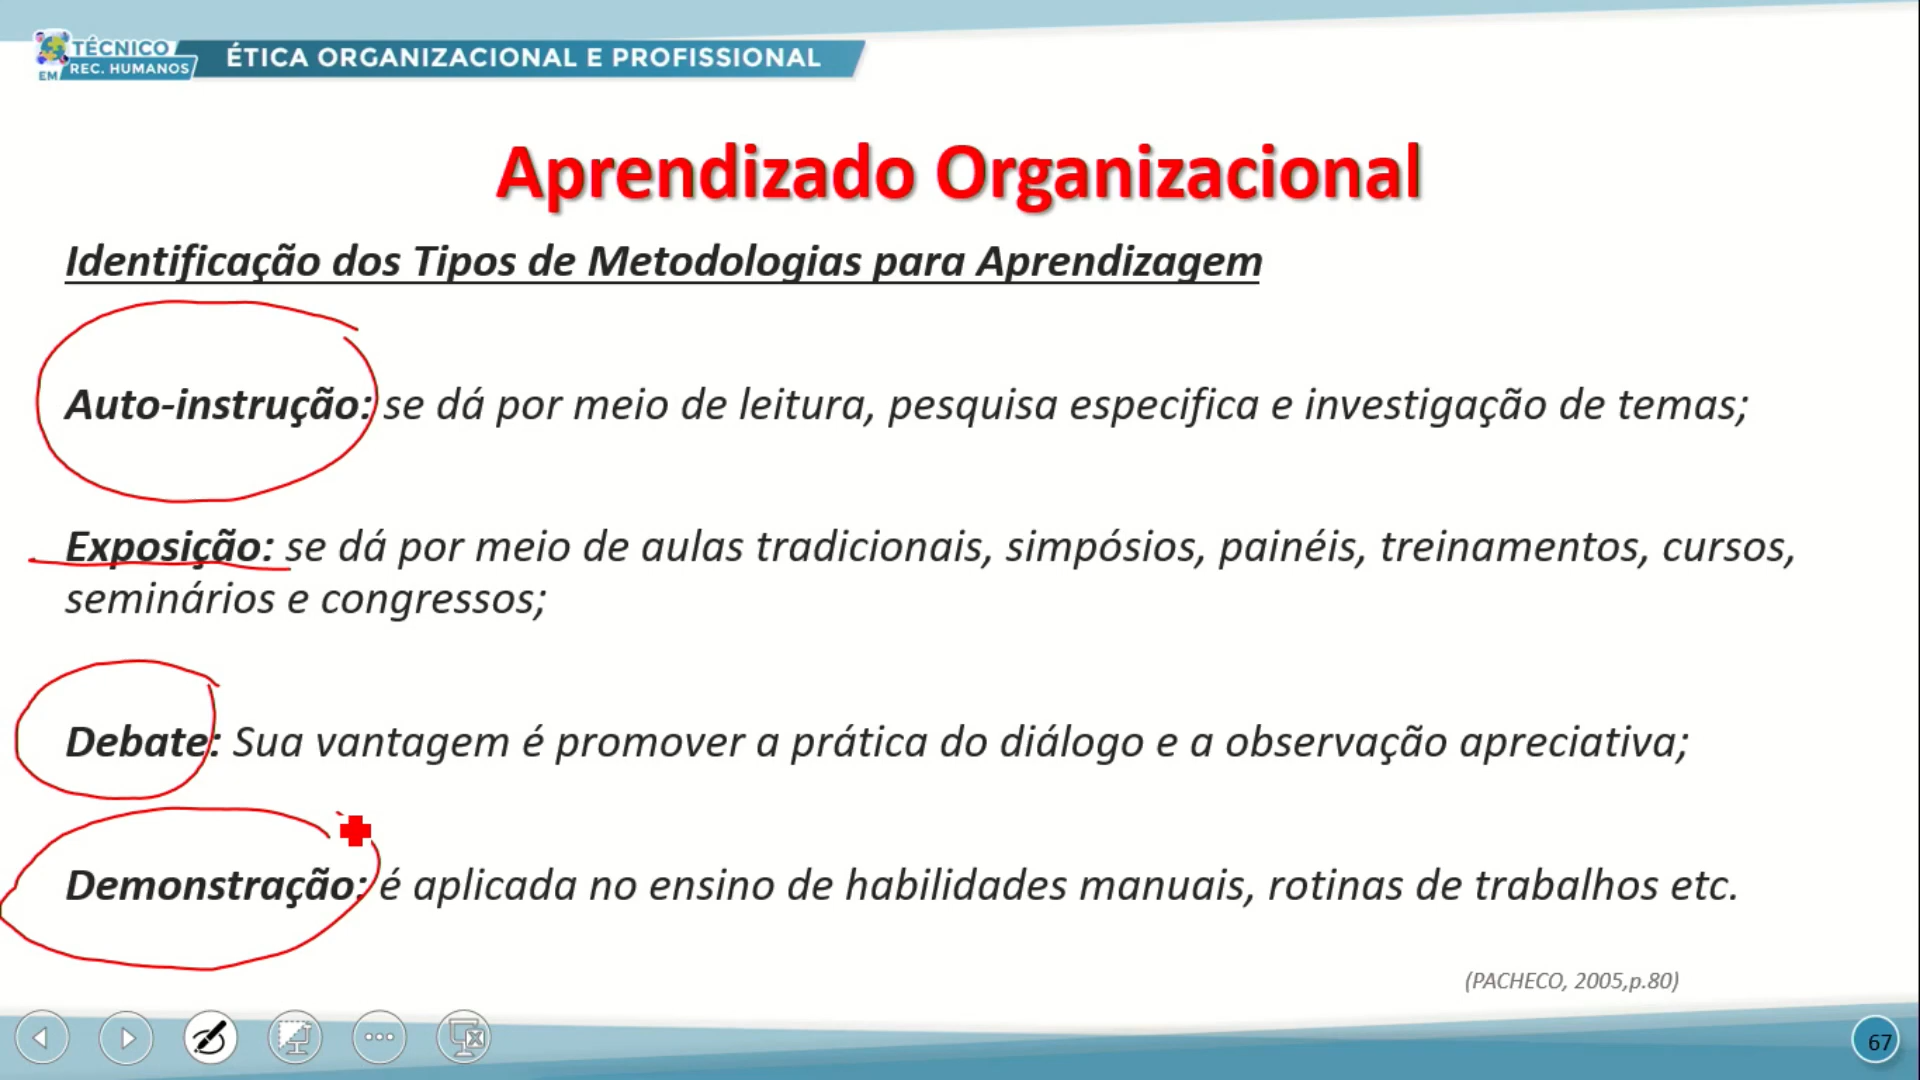 TÉCNICO
EM REC. HUMANOS
ÉTICA ORGANIZACIONAL E PROFISSIONAL
Aprendizado Organizacional
Identificação dos Tipos de Metodologias para Aprendizagem
Auto-instrução: se dá por meio de leitura, pesquisa especifica e investigação de temas;
Exposição: se dá por meio de aulas tradicionais, simpósios, painéis, treinamentos, cursos,
seminários e congressos;
Debate: Sua vantagem é promover a prática do diálogo e a observação apreciativa;
Demonstração: é aplicada no ensino de habilidades manuais, rotinas de trabalhos etc.
(PACHECO, 2005,p.80)
67